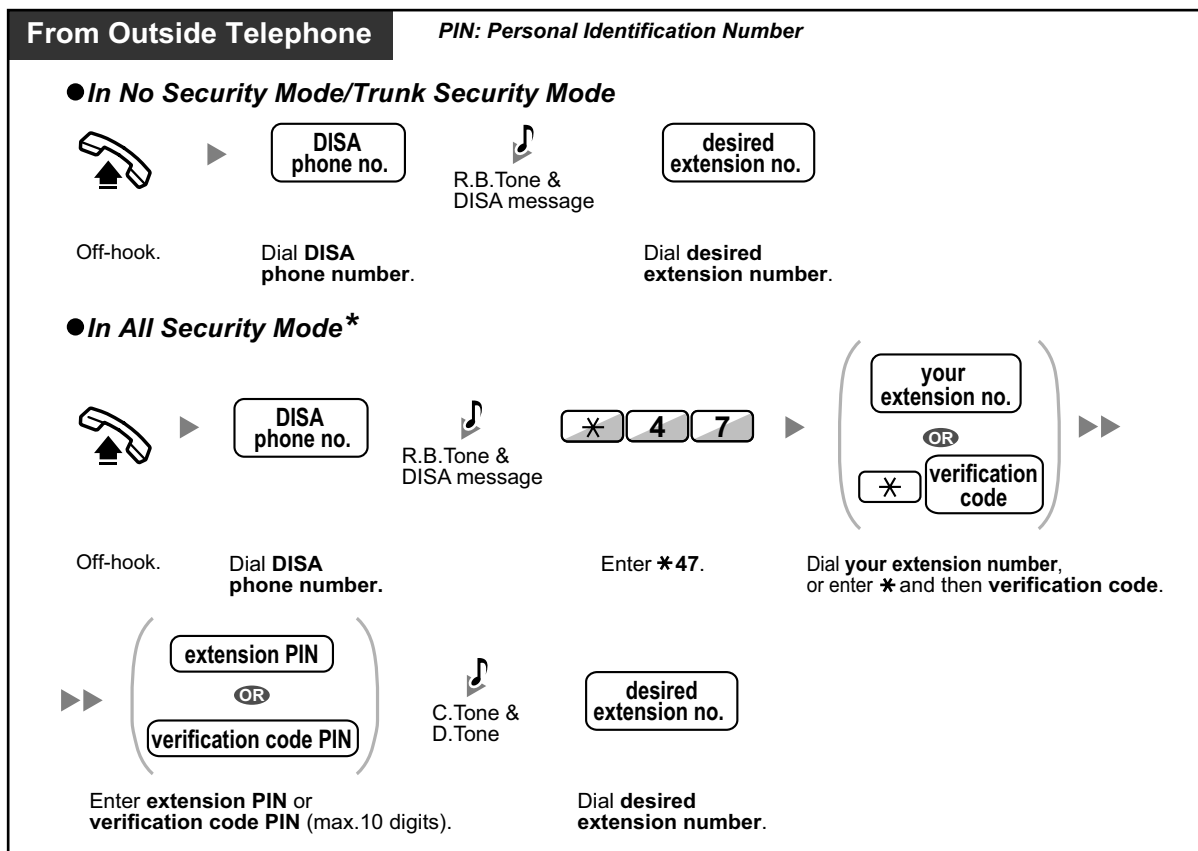 From Outside Telephone
PIN: Personal Identification Number
●In No Security Mode/Trunk Security Mode
DISA
phone no.
R.B.Tone &
DISA message
desired
extension no.
Off-hook.
Dial DISA
phone number.
Dial desired
extension number.
●In All Security Mode*
DISA
phone no.
R.B.Tone &
DISA message
* 4 7
your
extension no.
OR
* verification
code
Off-hook.
Dial DISA
phone number.
Enter *47.
Dial your extension number,
or enter * and then verification code.
extension PIN
OR
verification code PIN
C.Tone &
D.Tone
desired
extension no.
Enter extension PIN or
verification code PIN (max.10 digits).
Dial desired
extension number.